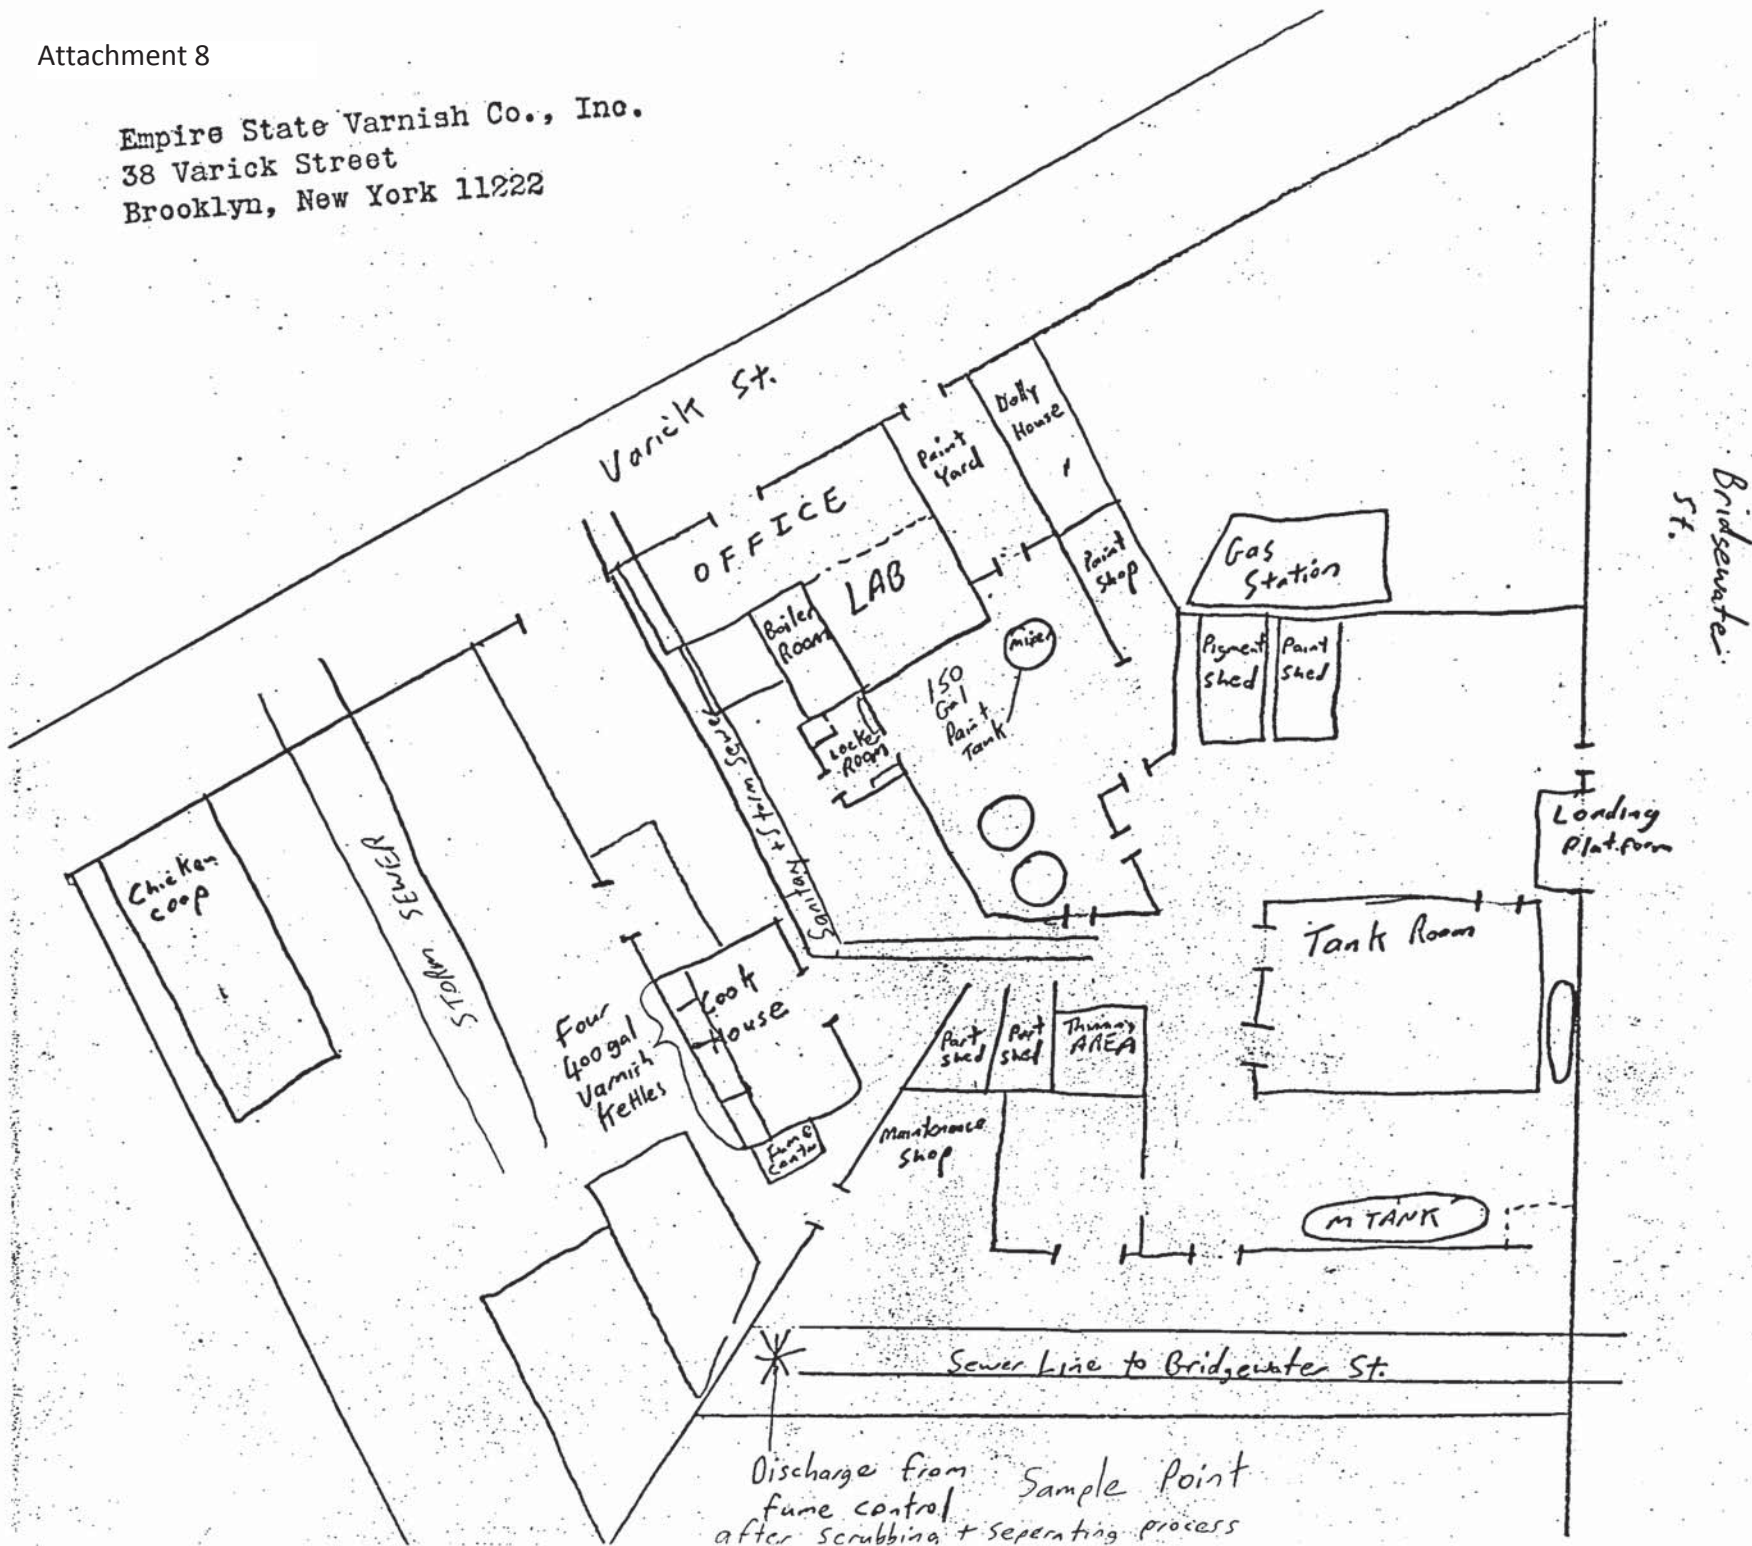 Attachment 8
Empire State Varnish Co., Inc.
38 Varick Street
Brooklyn, New York 11222
Varick St.
Bridgewater
St.
Dolly
House
Paint
Yard
OFFICE
LAB
Boiler
Room
Paint
Shop
Gas
Station
Pigment
shed
Paint
shed
mixer
150
Gal
Paint
Tank
Locker
Room
Sanitary + Storm Sewer
Loading
Platform
Chicken
coop
STORM SEWER
Tank Room
Cook
House
Four
400 gal
Varnish
Kettles
Part
shed
Part
shed
Thinning
AREA
Fume
Contr
Maintenance
Shop
M TANK
Sewer Line to Bridgewater St.
Discharge from
fume control
after scrubbing + seperating process
Sample Point